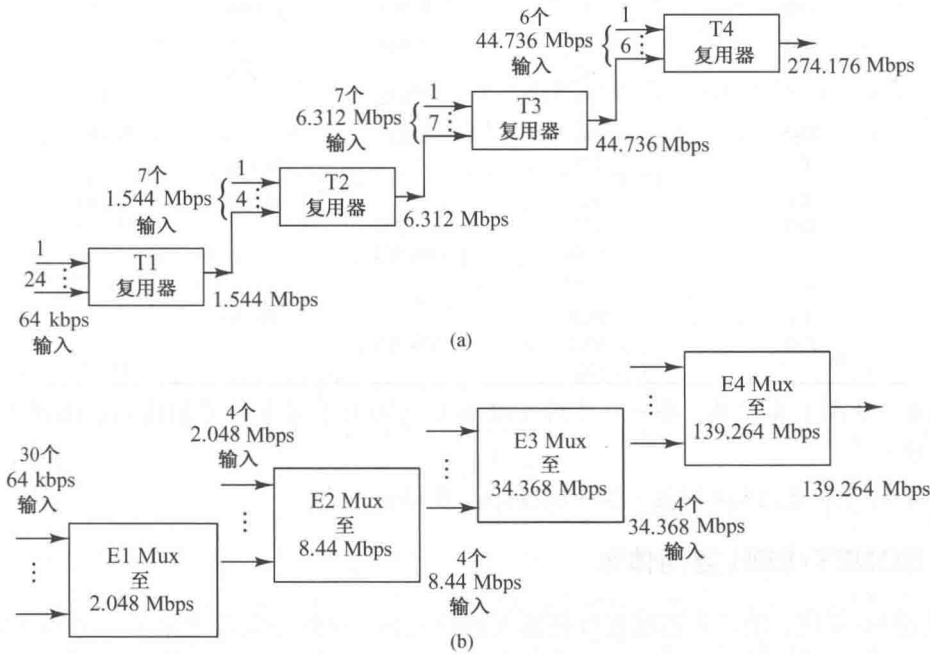 6个
44.736 Mbps
输入
1
6
T4
复用器
274.176 Mbps
7个
6.312 Mbps
输入
1
7
T3
复用器
44.736 Mbps
7个
1.544 Mbps
输入
1
4
T2
复用器
6.312 Mbps
1
24
64 kbps
输入
T1
复用器
1.544 Mbps
(a)
30个
64 kbps
输入
E1 Mux
至
2.048 Mbps
4个
2.048 Mbps
输入
E2 Mux
至
8.44 Mbps
4个
8.44 Mbps
输入
E3 Mux
至
34.368 Mbps
4个
34.368 Mbps
输入
E4 Mux
至
139.264 Mbps
139.264 Mbps
(b)